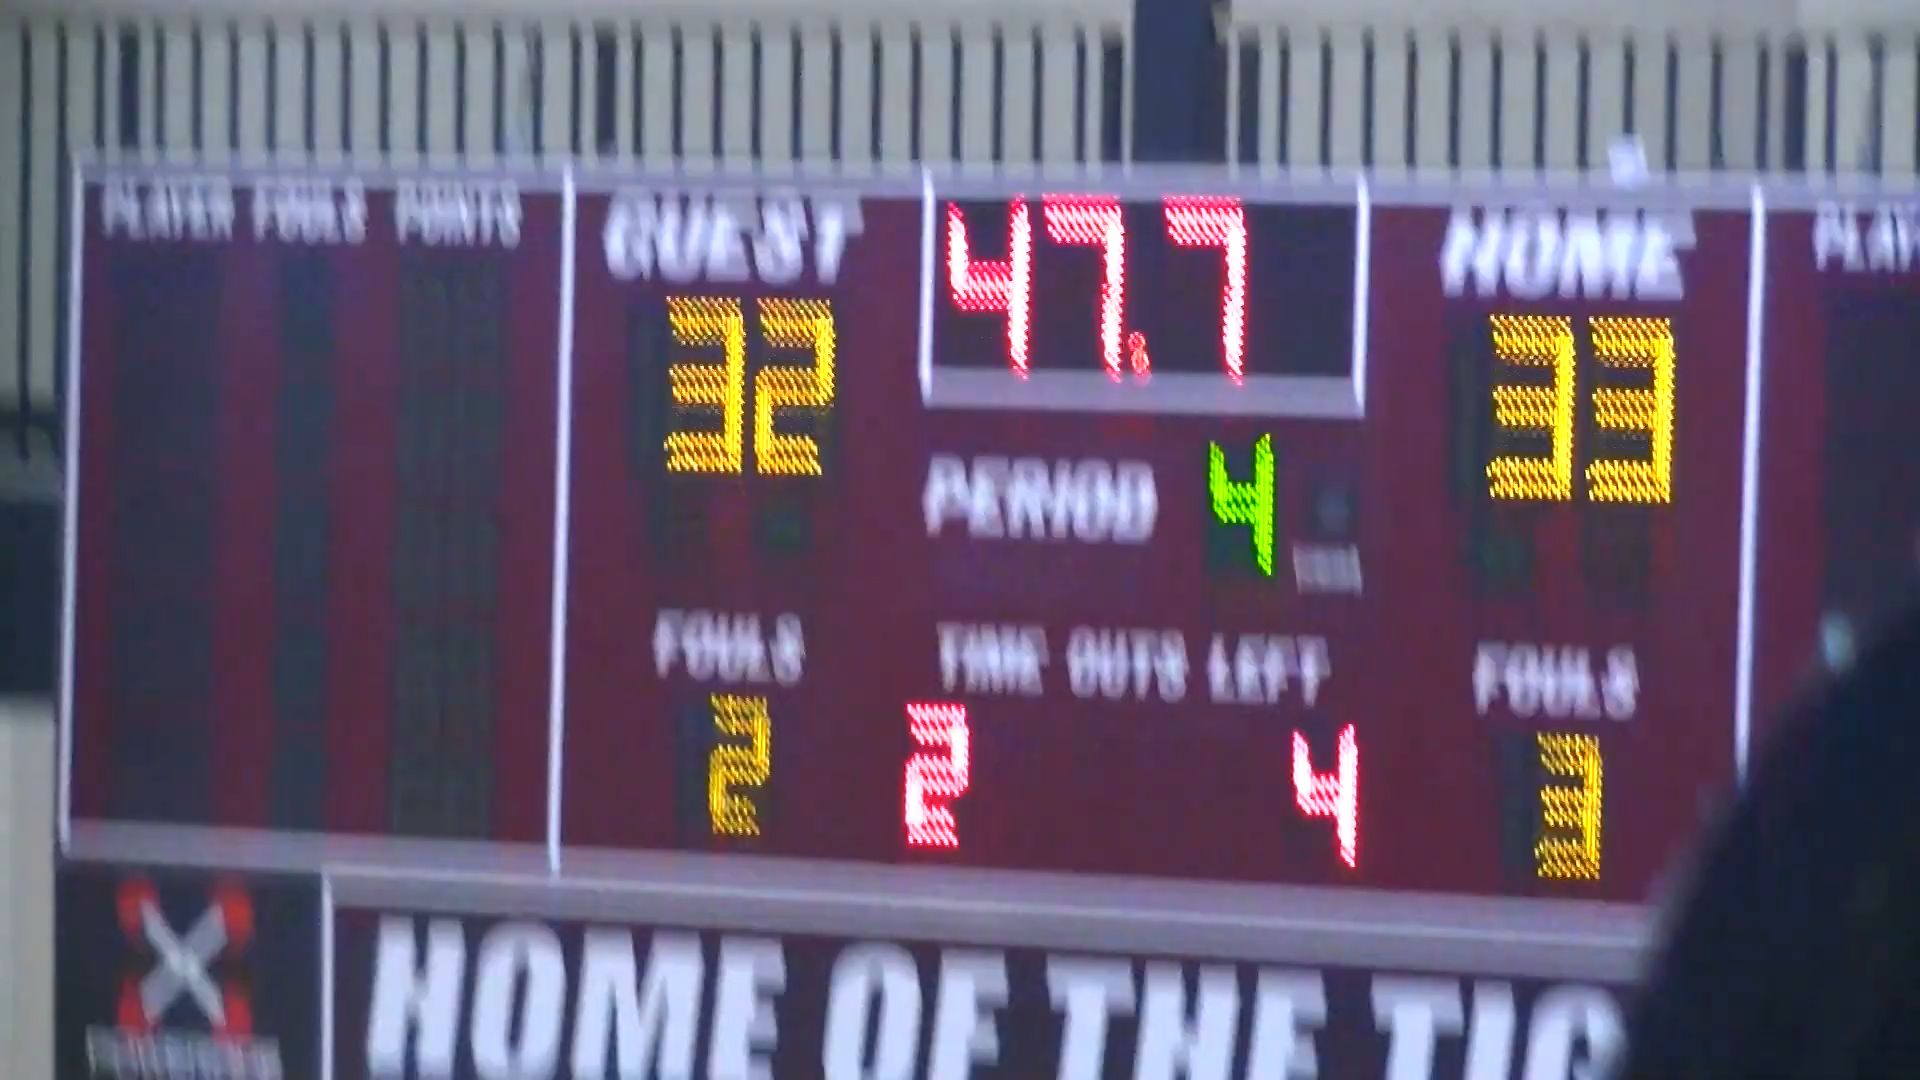 PLAYER FOULS POINTS GUEST 47.7 HOME
32 33
PERIOD 4
FOULS TIME OUTS LEFT FOULS
2 2 4 3
HOME OF THE TIG